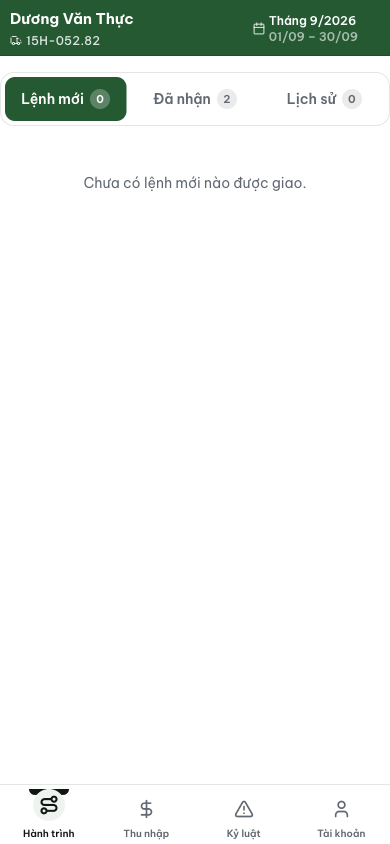 Dương Văn Thực
15H-052.82
Tháng 9/2026
01/09 – 30/09
Lệnh mới 0
Đã nhận 2
Lịch sử 0
Chưa có lệnh mới nào được giao.
Hành trình
Thu nhập
Kỷ luật
Tài khoản